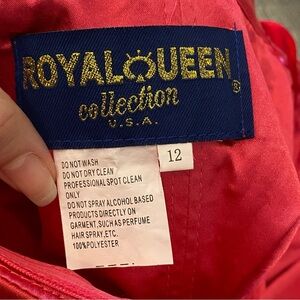 ROYAL QUEEN ®
collection
U.S.A.
12
DO NOT WASH
DO NOT DRY CLEAN
PROFESSIONAL SPOT CLEAN
ONLY
DO NOT SPRAY ALCOHOL BASED
PRODUCTS DIRECTLY ON
GARMENT,SUCH AS PERFUME
HAIR SPRAY,ETC.
100%POLYESTER